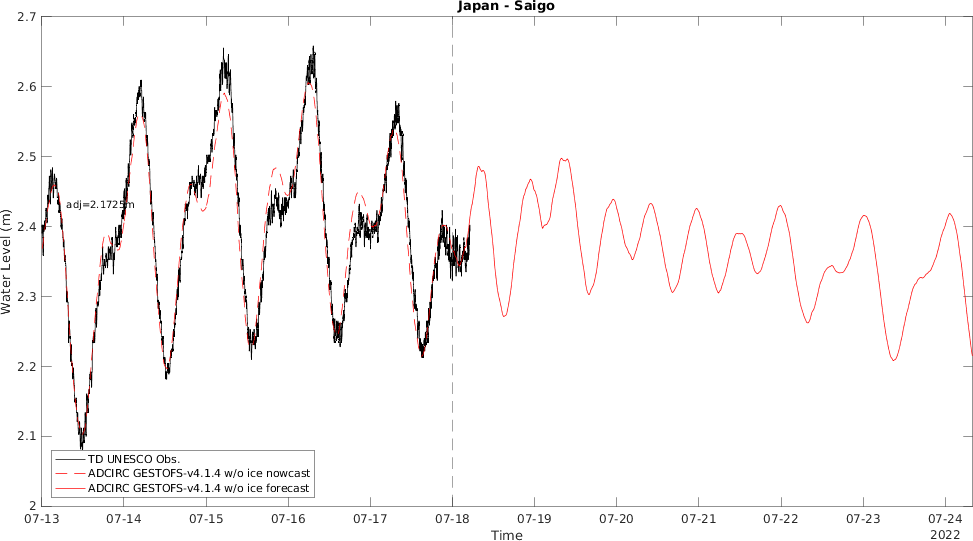 Japan - Saigo
Water Level (m)
2.7
2.6
2.5
2.4
2.3
2.2
2.1
2
adj=2.1725m
TD UNESCO Obs.
ADCIRC GESTOFS-v4.1.4 w/o ice nowcast
ADCIRC GESTOFS-v4.1.4 w/o ice forecast
07-13 07-14 07-15 07-16 07-17 07-18 07-19 07-20 07-21 07-22 07-23 07-24
Time
2022